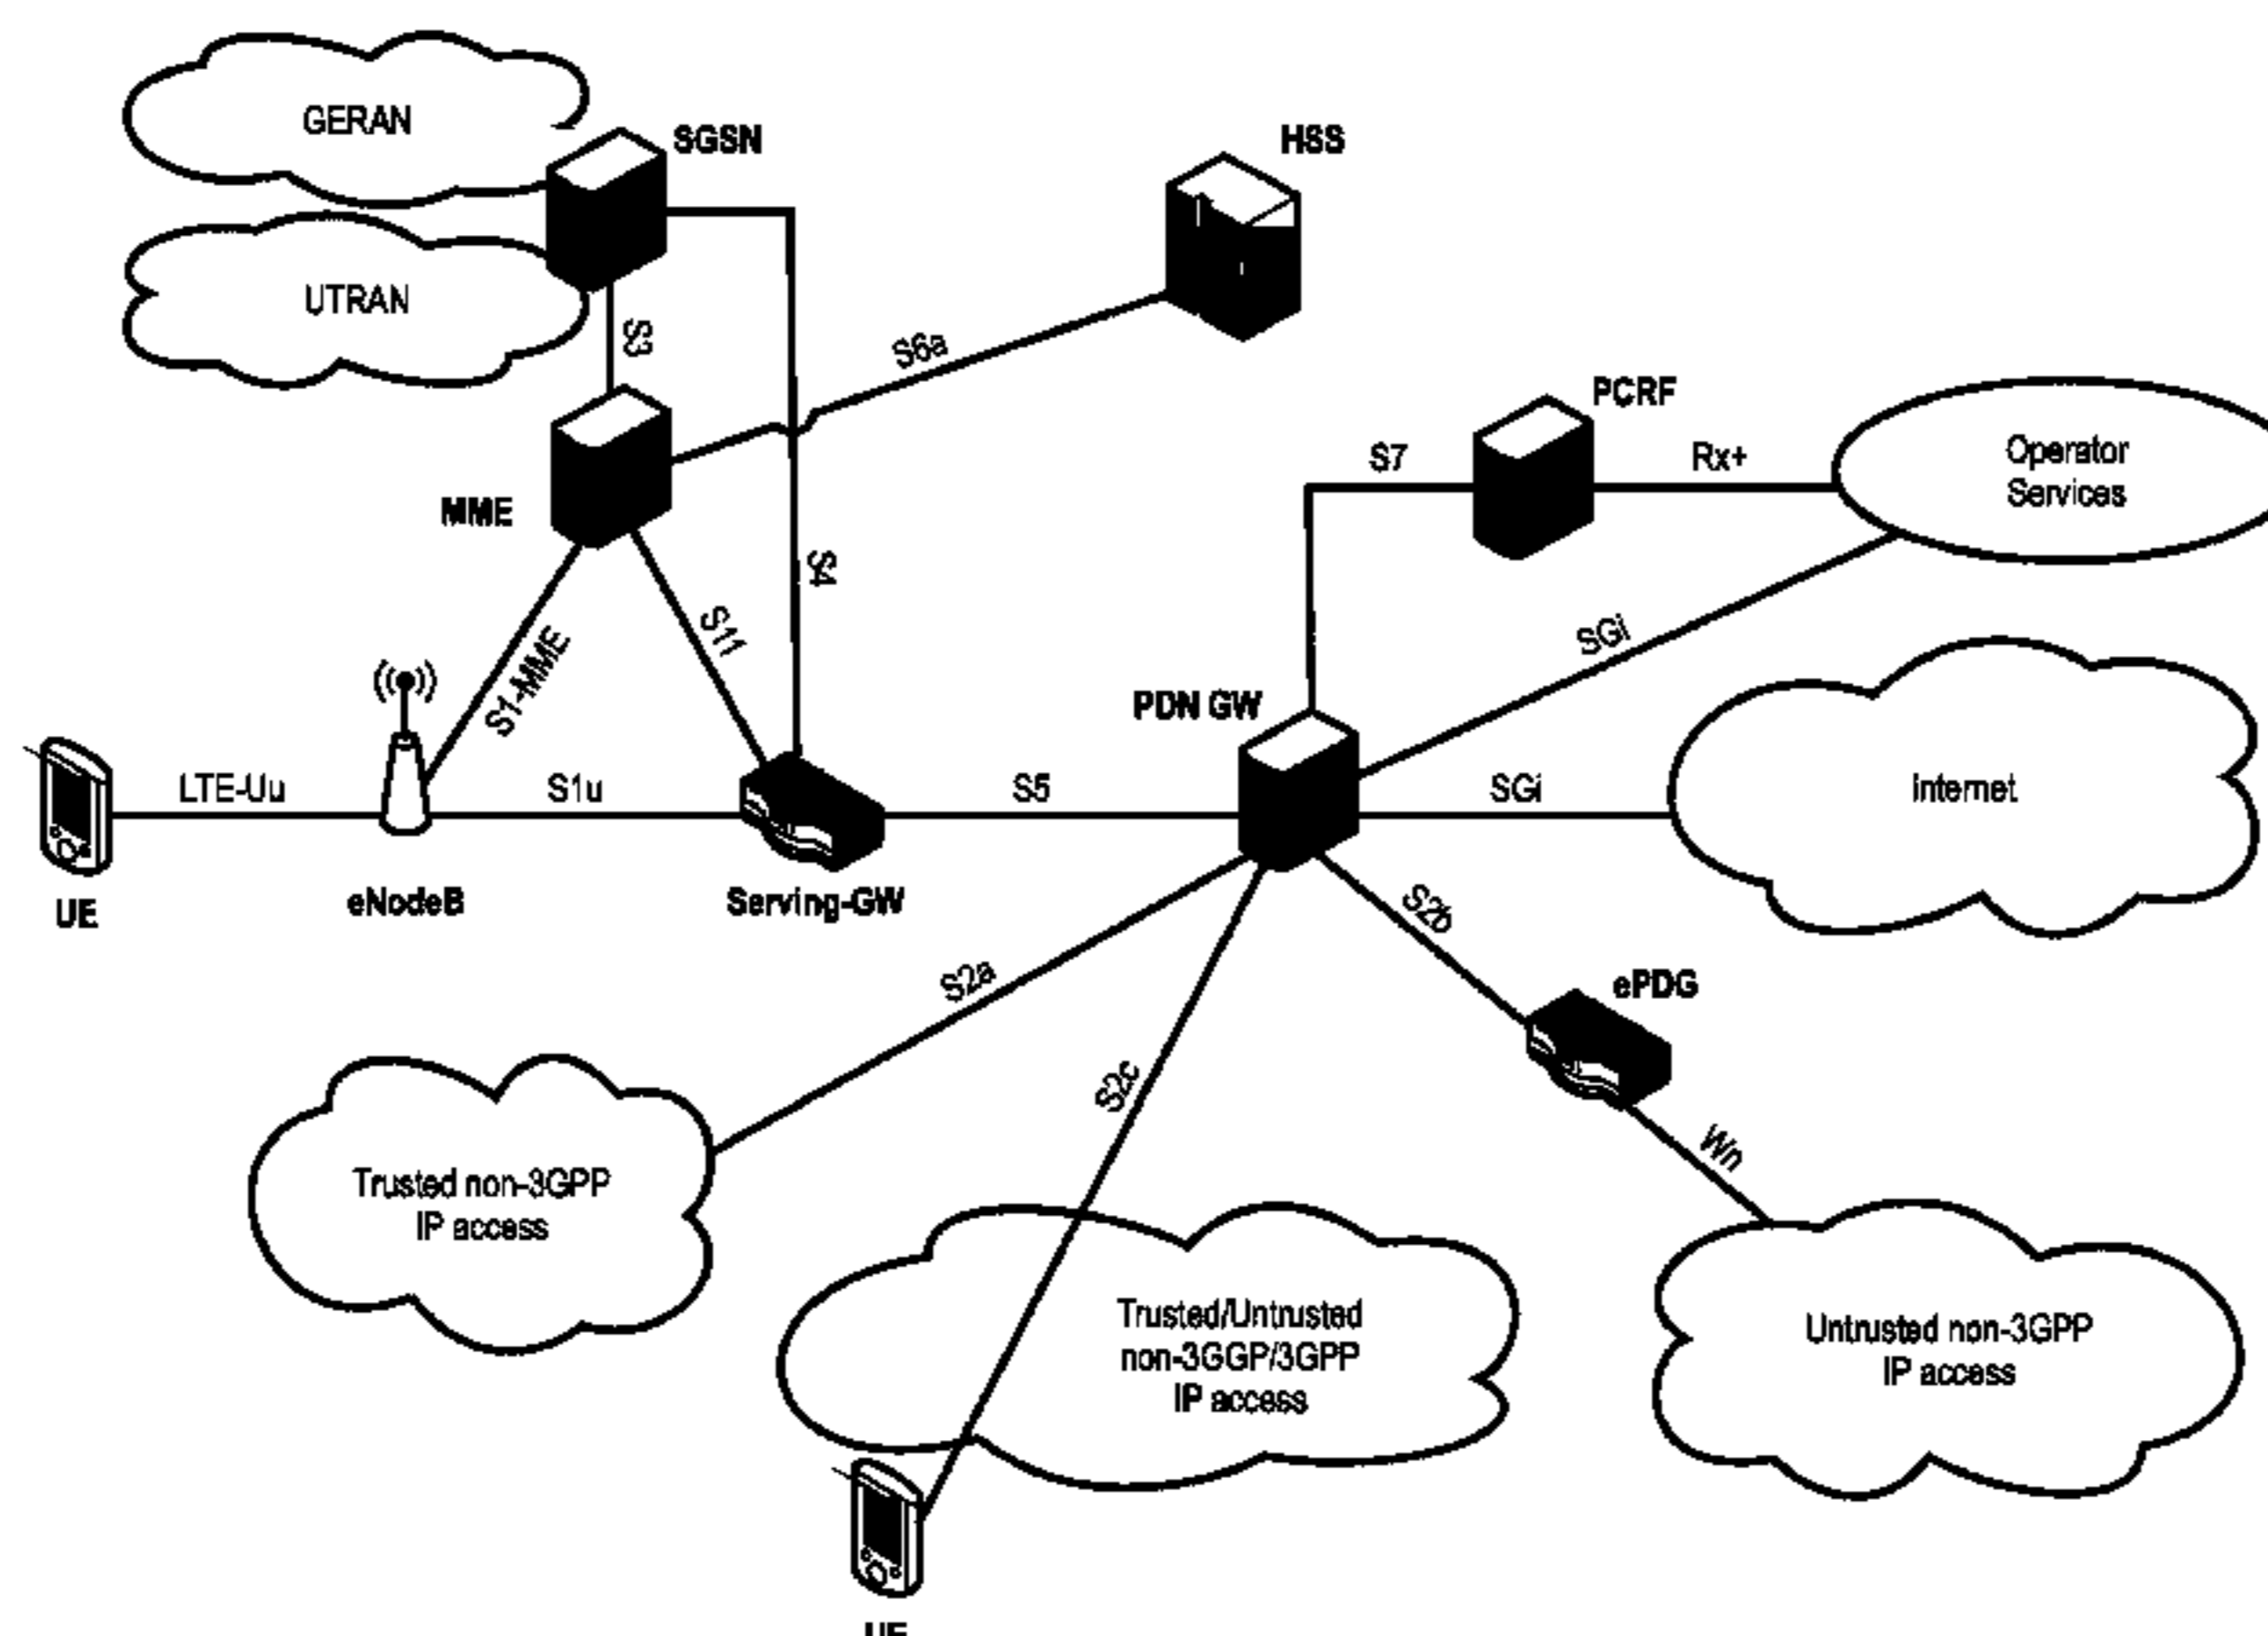 GERAN
SGSN
HSS
UTRAN
S3
S6a
PCRF
S7
Rx+
Operator
Services
MME
S4
S11
S1-MME
SGi
PDN GW
LTE-Uu
S1u
S5
SGi
Internet
UE
eNodeB
Serving-GW
S2b
S2a
ePDG
S2c
Wn
Trusted non-3GPP
IP access
Trusted/Untrusted
non-3GGP/3GPP
IP access
Untrusted non-3GPP
IP access
UE